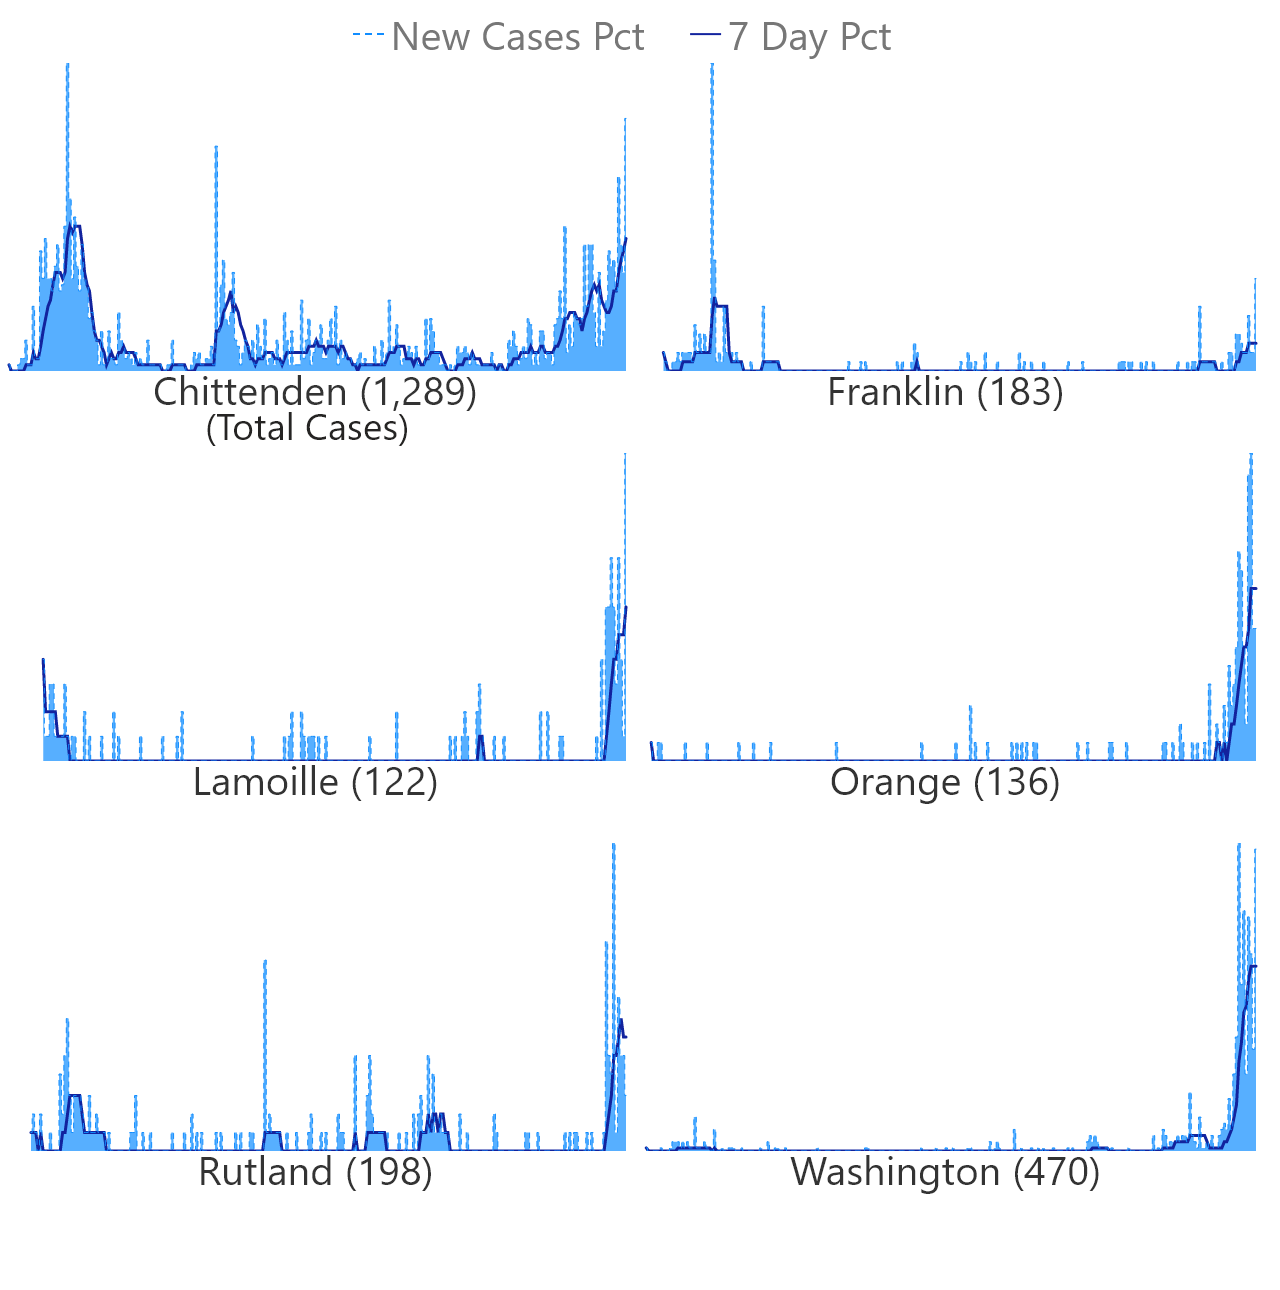 New Cases Pct 7 Day Pct
Chittenden (1,289)
(Total Cases)
Franklin (183)
Lamoille (122)
Orange (136)
Rutland (198)
Washington (470)